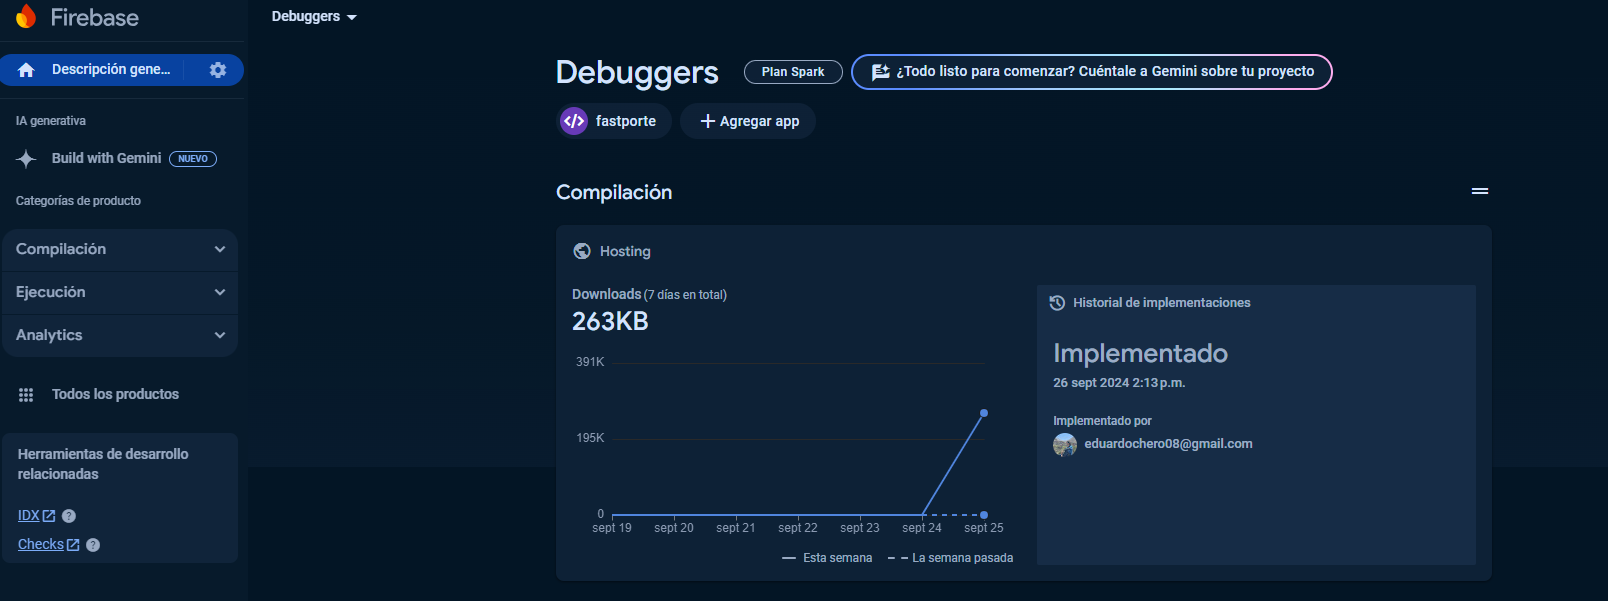 Firebase
Debuggers
Descripción gene...
IA generativa
Build with Gemini NUEVO
Categorías de producto
Compilación
Ejecución
Analytics
Todos los productos
Herramientas de desarrollo
relacionadas
IDX ?
Checks ?
Debuggers
Plan Spark
¿Todo listo para comenzar? Cuéntale a Gemini sobre tu proyecto
</> fastporte
+ Agregar app
Compilación
Hosting
Downloads (7 días en total)
263KB
391K
195K
0
sept 19 sept 20 sept 21 sept 22 sept 23 sept 24 sept 25
Esta semana La semana pasada
Historial de implementaciones
Implementado
26 sept 2024 2:13 p.m.
Implementado por
eduardochero08@gmail.com